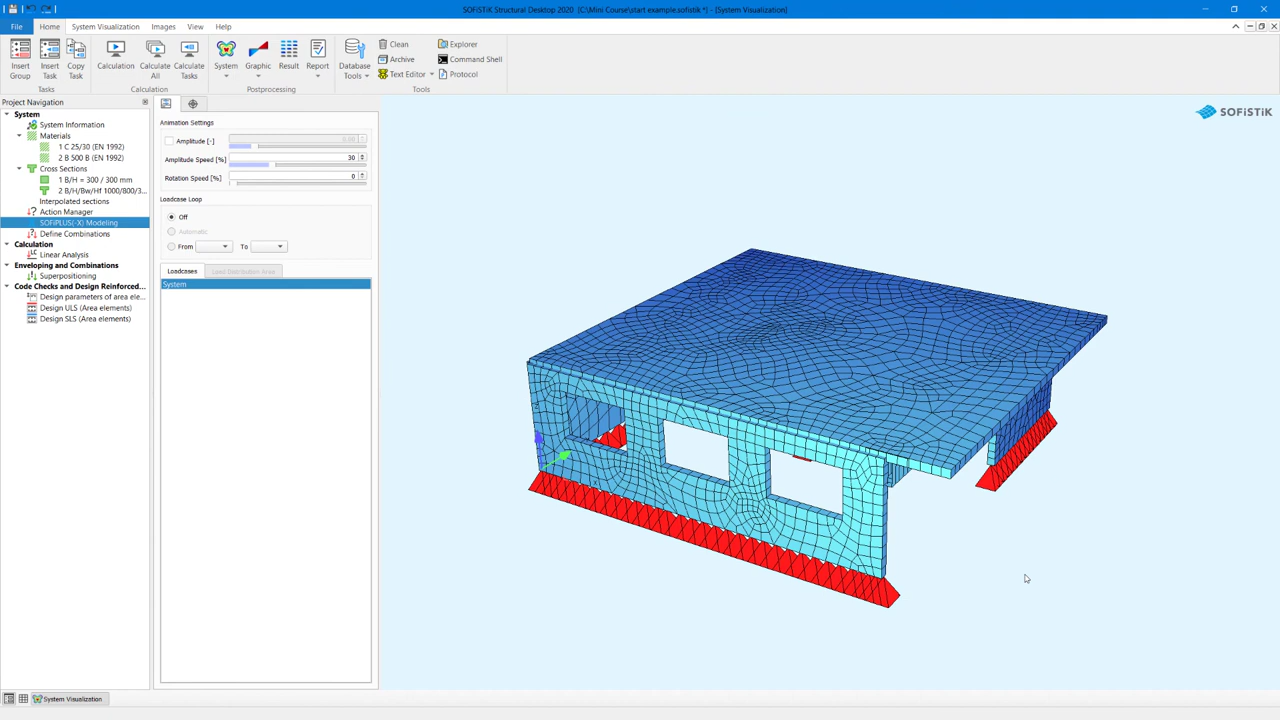 SOFiSTiK Structural Desktop 2020 [C:\Mini Course\start example.sofistik *] - [System Visualization]
File Home System Visualization Images View Help
Insert Group
Insert Task
Copy Task
Tasks
Calculation
Calculate All
Calculate Tasks
Calculation
System
Graphic
Result
Report
Postprocessing
Database Tools
Clean
Archive
Text Editor
Explorer
Command Shell
Protocol
Tools
Project Navigation
System
System Information
Materials
1 C 25/30 (EN 1992)
2 B 500 B (EN 1992)
Cross Sections
1 B/H = 300 / 300 mm
2 B/H/Bw/Hf 1000/800/3...
Interpolated sections
Action Manager
SOFiPLUS(-X) Modeling
Define Combinations
Calculation
Linear Analysis
Enveloping and Combinations
Superpositioning
Code Checks and Design Reinforced...
Design parameters of area ele...
Design ULS (Area elements)
Design SLS (Area elements)
Animation Settings
Amplitude [-]
Amplitude Speed [%] 30
Rotation Speed [%] 0
Loadcase Loop
Off
Automatic
From To
Loadcases Load Distribution Area
System
SOFiSTiK
System Visualization